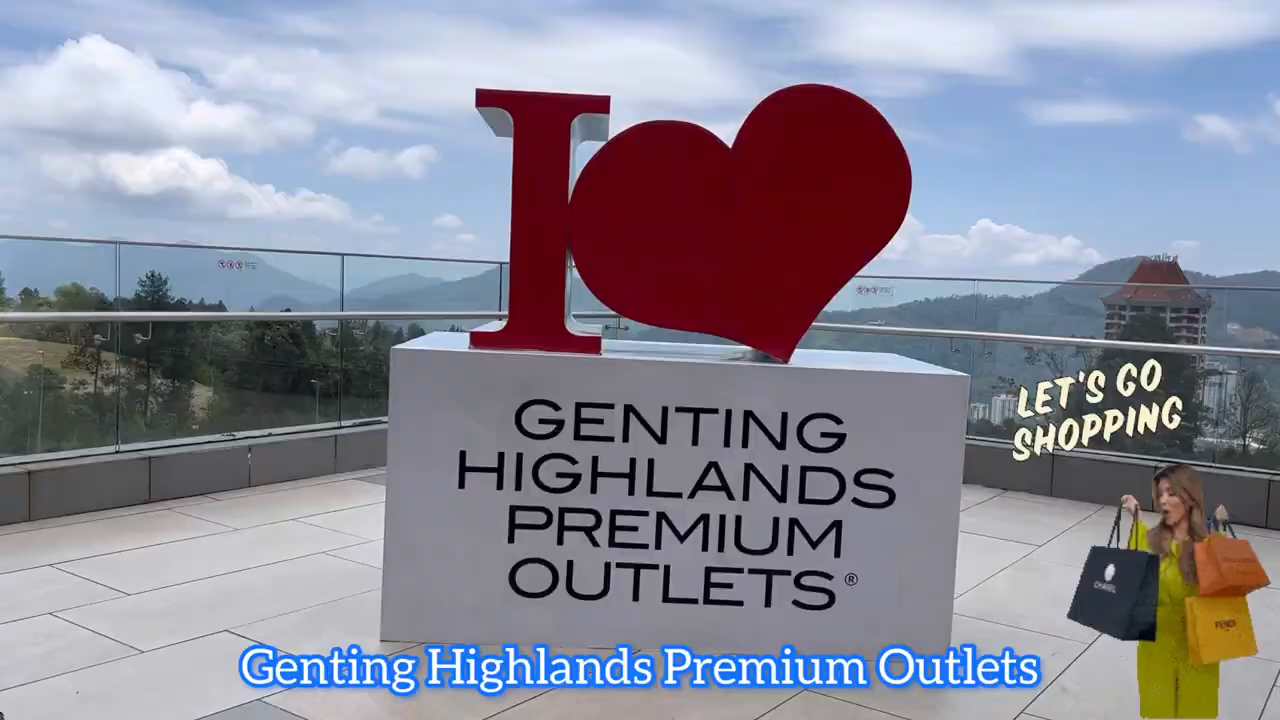 I
GENTING
HIGHLANDS
PREMIUM
OUTLETS®
LET'S GO
SHOPPING
CHANEL
FENDI
Genting Highlands Premium Outlets